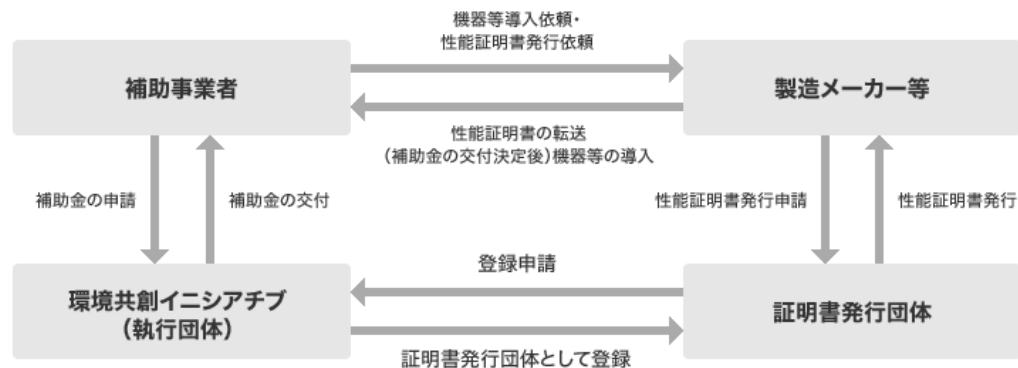 機器等導入依頼・
性能証明書発行依頼
補助事業者
製造メーカー等
性能証明書の転送
（補助金の交付決定後）機器等の導入
補助金の申請
補助金の交付
性能証明書発行申請
性能証明書発行
登録申請
環境共創イニシアチブ
（執行団体）
証明書発行団体
証明書発行団体として登録